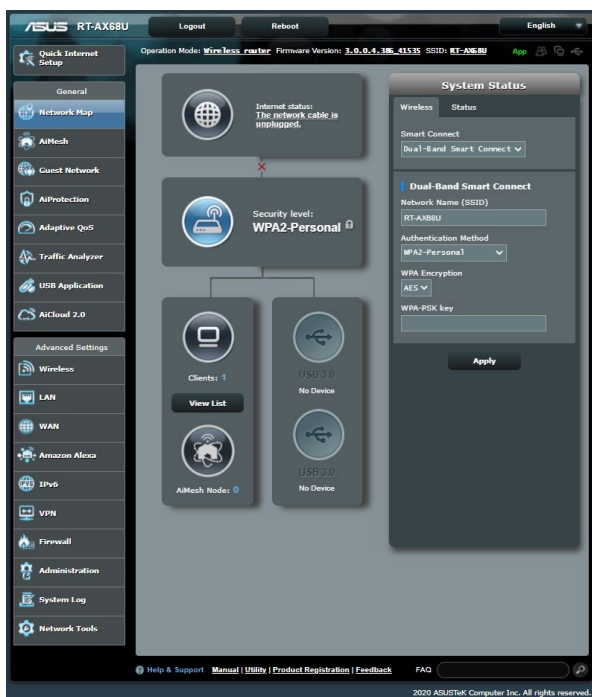 ASUS RT-AX68U
Logout
Reboot
English
Quick Internet
Setup
Operation Mode: Wireless router Firmware Version: 3.0.0.4.386_41535 SSID: RT-AX68U
App
General
Network Map
AiMesh
Guest Network
AiProtection
Adaptive QoS
Traffic Analyzer
USB Application
AiCloud 2.0
Advanced Settings
Wireless
LAN
WAN
Amazon Alexa
IPv6
VPN
Firewall
Administration
System Log
Network Tools
Internet status:
The network cable is
unplugged.
Security level:
WPA2-Personal
Clients: 1
View List
AiMesh Node: 0
USB 3.0
No Device
USB 3.0
No Device
System Status
Wireless
Status
Smart Connect
Dual-Band Smart Connect
Dual-Band Smart Connect
Network Name (SSID)
RT-AX88U
Authentication Method
WPA2-Personal
WPA Encryption
AES
WPA-PSK key
Apply
Help & Support Manual | Utility | Product Registration | Feedback
FAQ
2020 ASUSTeK Computer Inc. All rights reserved.